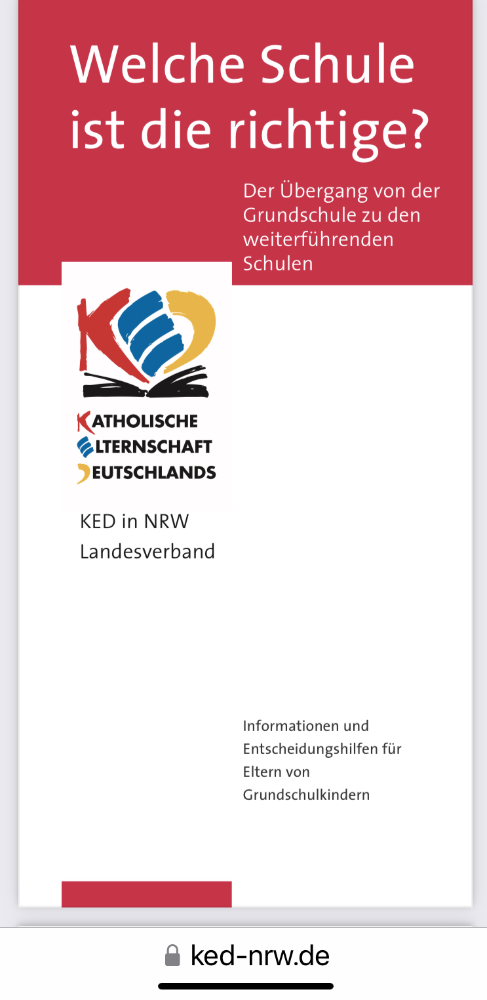 Welche Schule
ist die richtige?
Der Übergang von der
Grundschule zu den
weiterführenden
Schulen
KED
KATHOLISCHE
ELTERNSCHAFT
DEUTSCHLANDS
KED in NRW
Landesverband
Informationen und
Entscheidungshilfen für
Eltern von
Grundschulkindern
ked-nrw.de